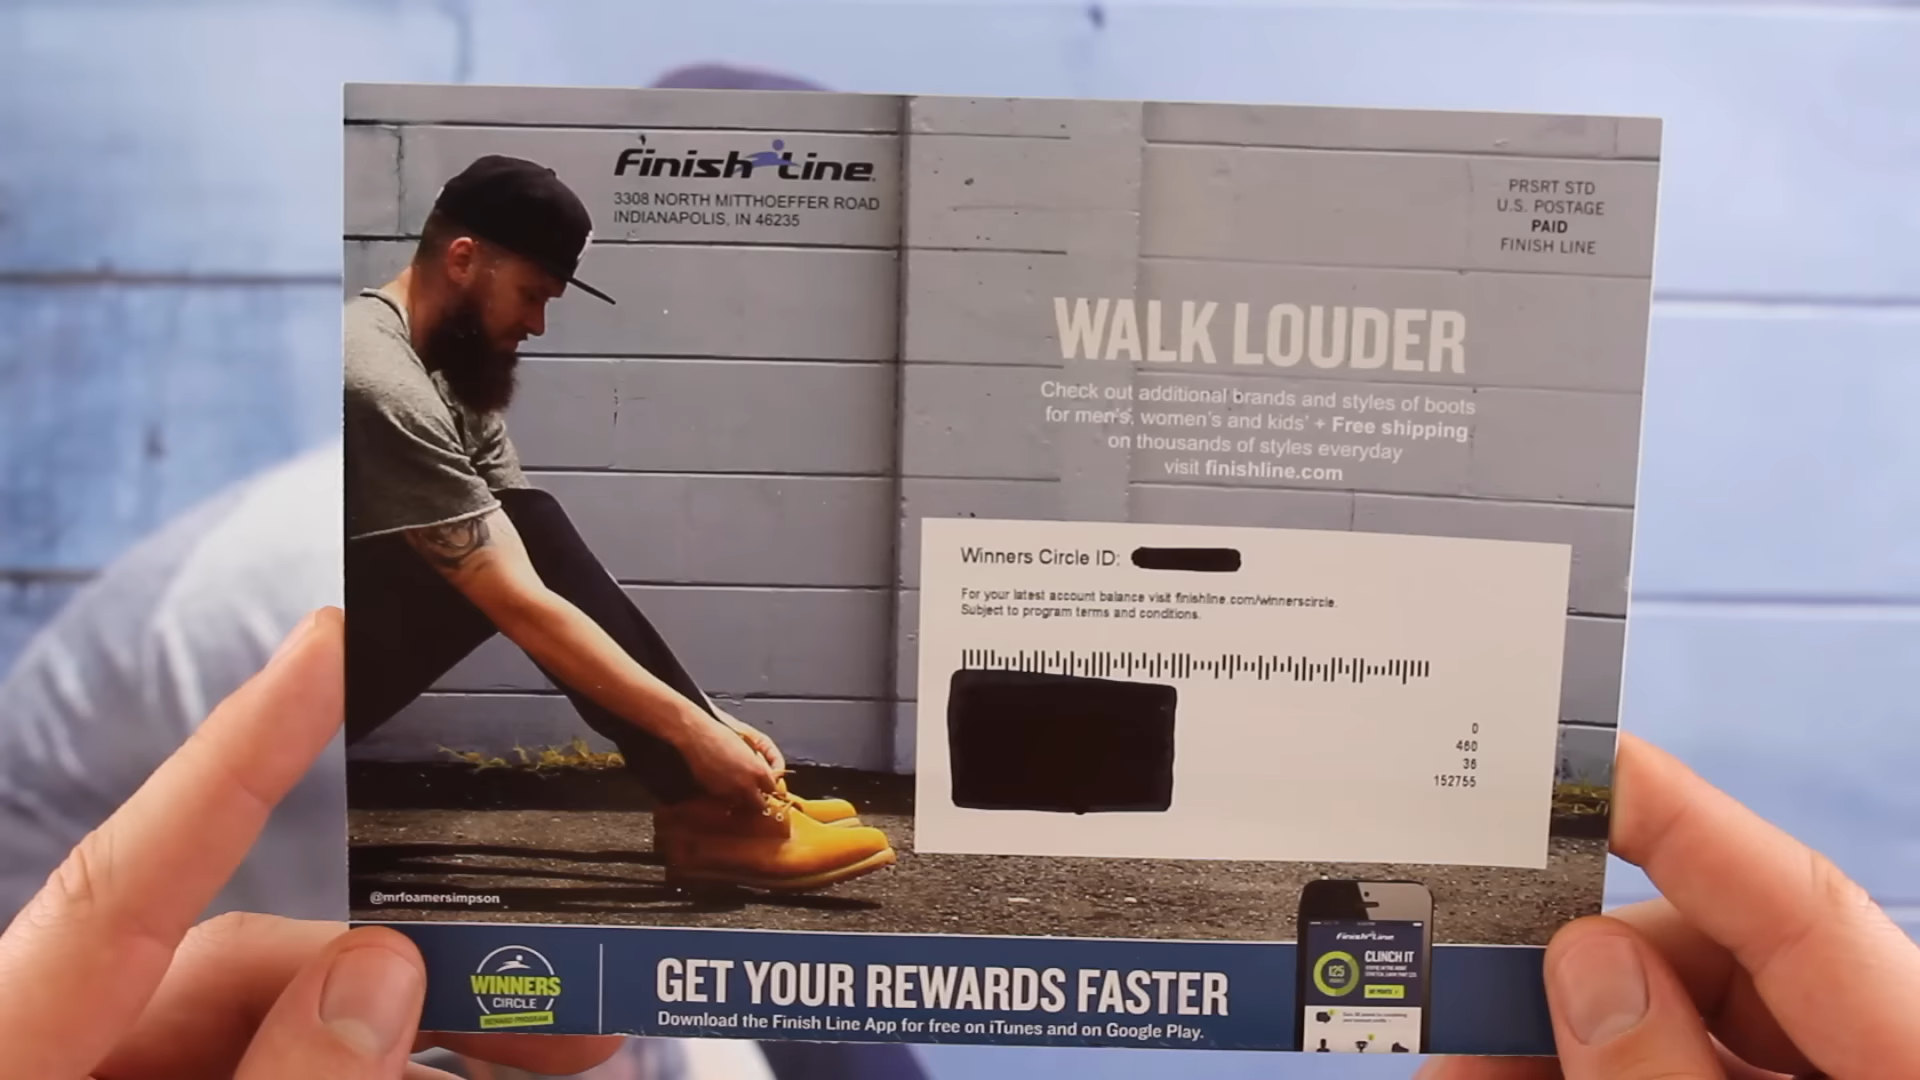 Finish Line
3308 NORTH MITTHOEFFER ROAD
INDIANAPOLIS, IN 46235
PRSRT STD
U.S. POSTAGE
PAID
FINISH LINE
WALK LOUDER
Check out additional brands and styles of boots
for men's, women's and kids' + Free shipping
on thousands of styles everyday
visit finishline.com
Winners Circle ID:
For your latest account balance visit finishline.com/winnerscircle.
Subject to program terms and conditions.
0
460
36
152755
@mrfoamersimpson
WINNERS
CIRCLE
REWARD PROGRAM
GET YOUR REWARDS FASTER
Download the Finish Line App for free on iTunes and on Google Play.
Finish Line
125
CLINCH IT